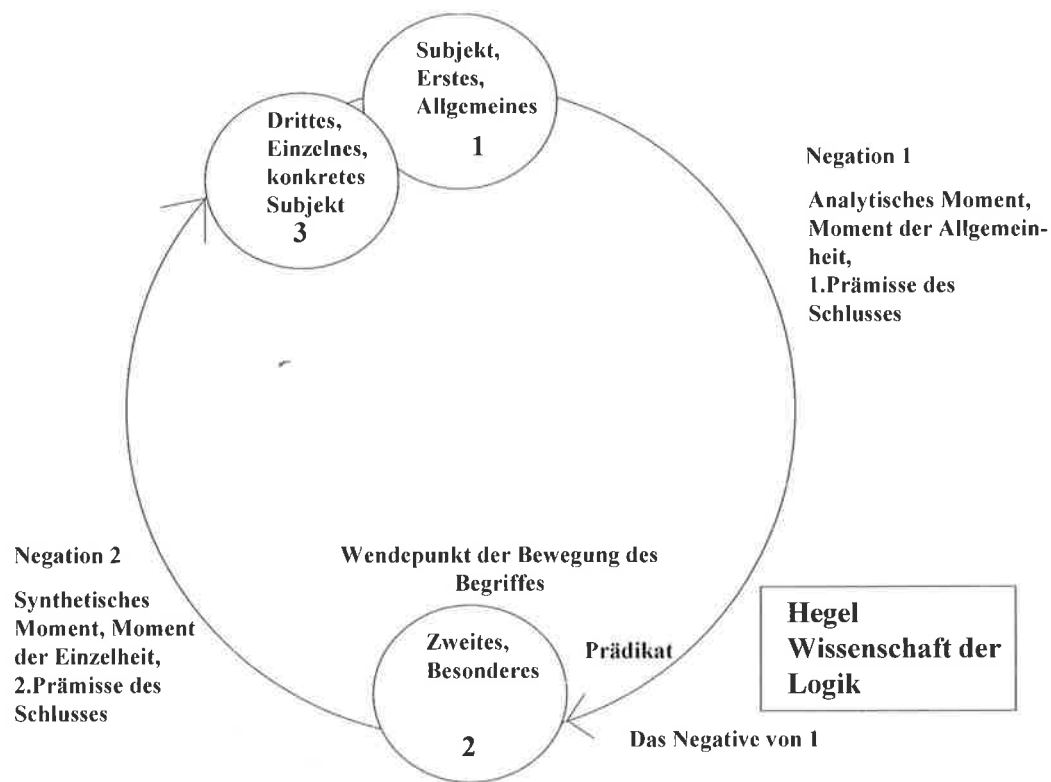 Subjekt,
Erstes,
Allgemeines
1
Drittes,
Einzelnes,
konkretes
Subjekt
3
Negation 1
Analytisches Moment,
Moment der Allgemein-
heit,
1.Prämisse des
Schlusses
Negation 2
Synthetisches
Moment, Moment
der Einzelheit,
2.Prämisse des
Schlusses
Wendepunkt der Bewegung des
Begriffes
Zweites,
Besonderes
2
Prädikat
Das Negative von 1
Hegel
Wissenschaft der
Logik